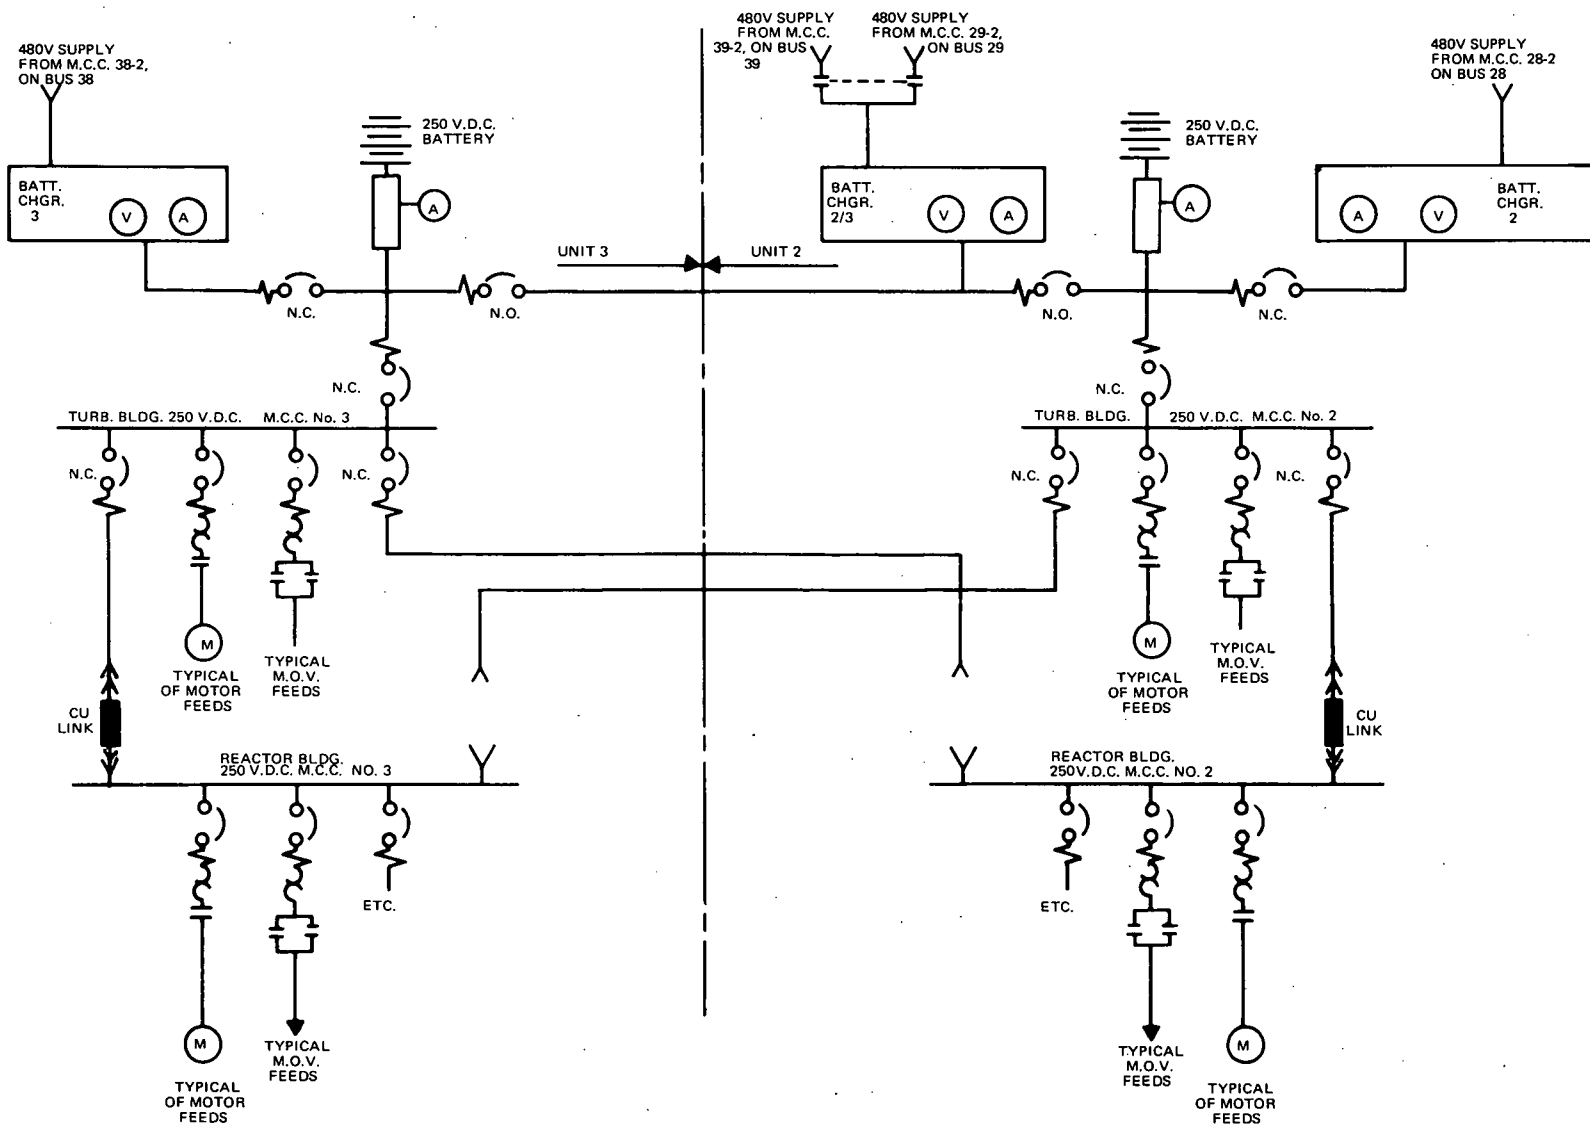 480V SUPPLY
FROM M.C.C. 38-2,
ON BUS 38
480V SUPPLY
FROM M.C.C.
39-2, ON BUS
39
480V SUPPLY
FROM M.C.C. 29-2,
ON BUS 29
480V SUPPLY
FROM M.C.C. 28-2
ON BUS 28
250 V.D.C.
BATTERY
250 V.D.C.
BATTERY
BATT.
CHGR.
3
V
A
A
BATT.
CHGR.
2/3
V
A
A
A
V
BATT.
CHGR.
2
UNIT 3
UNIT 2
N.C.
N.O.
N.O.
N.C.
N.C.
N.C.
TURB. BLDG. 250 V.D.C. M.C.C. No. 3
TURB. BLDG. 250 V.D.C. M.C.C. No. 2
N.C.
N.C.
N.C.
N.C.
M
TYPICAL
OF MOTOR
FEEDS
TYPICAL
M.O.V.
FEEDS
M
TYPICAL
OF MOTOR
FEEDS
TYPICAL
M.O.V.
FEEDS
CU
LINK
CU
LINK
REACTOR BLDG.
250 V.D.C. M.C.C. NO. 3
REACTOR BLDG.
250V.D.C. M.C.C. NO. 2
ETC.
ETC.
M
TYPICAL
OF MOTOR
FEEDS
TYPICAL
M.O.V.
FEEDS
TYPICAL
M.O.V.
FEEDS
M
TYPICAL
OF MOTOR
FEEDS